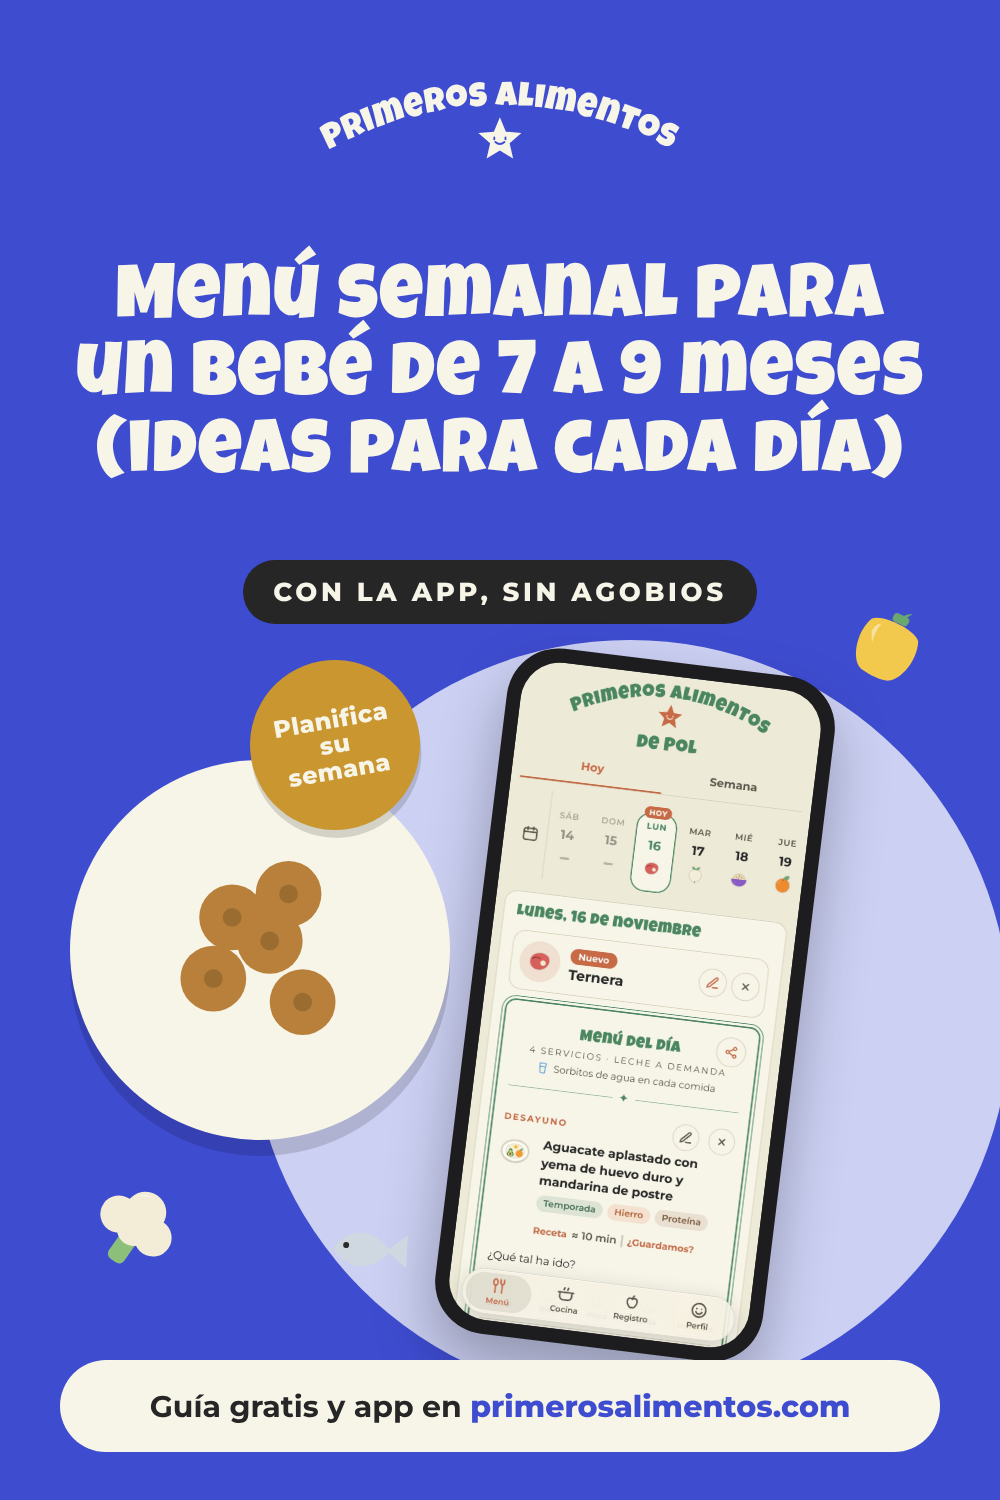 PRIMEROS ALIMENTOS
Menú semanal para
un bebé de 7 a 9 meses
(ideas para cada día)
CON LA APP, SIN AGOBIOS
Planifica
su
semana
PRIMEROS ALIMENTOS
DE POL
Hoy
Semana
HOY
SÁB DOM LUN MAR MIÉ JUE
14 15 16 17 18 19
– –
Lunes, 16 de noviembre
Nuevo
Ternera
Menú del día
4 SERVICIOS · LECHE A DEMANDA
Sorbitos de agua en cada comida
DESAYUNO
Aguacate aplastado con
yema de huevo duro y
mandarina de postre
Temporada Hierro Proteína
Receta ≈ 10 min | ¿Guardamos?
¿Qué tal ha ido?
Menú Cocina Registro Perfil
Guía gratis y app en primerosalimentos.com